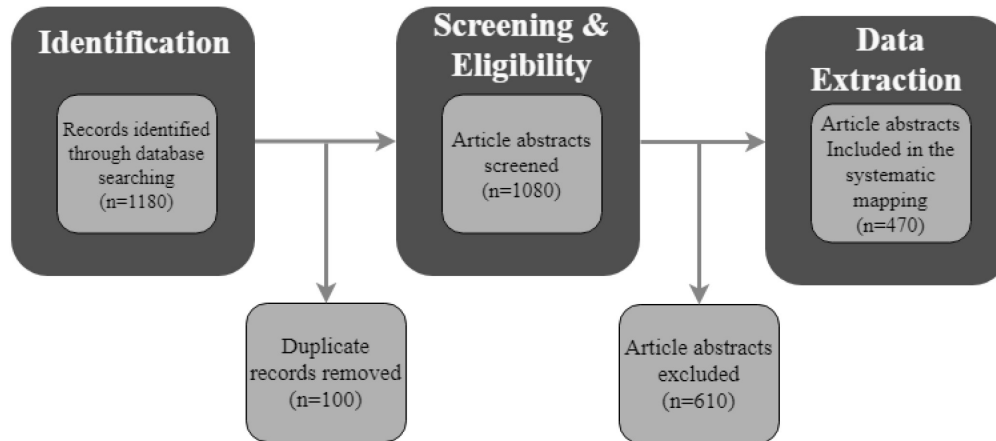 Identification
Records identified
through database
searching
(n=1180)
Screening &
Eligibility
Article abstracts
screened
(n=1080)
Data
Extraction
Article abstracts
Included in the
systematic
mapping
(n=470)
Duplicate
records removed
(n=100)
Article abstracts
excluded
(n=610)